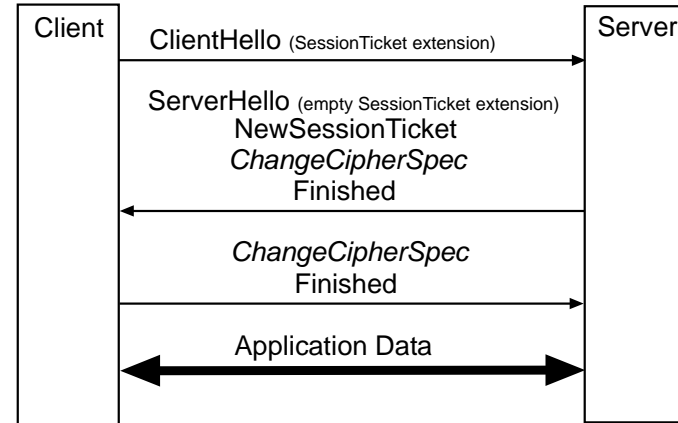 Client
Server
ClientHello (SessionTicket extension)
ServerHello (empty SessionTicket extension)
NewSessionTicket
ChangeCipherSpec
Finished
ChangeCipherSpec
Finished
Application Data